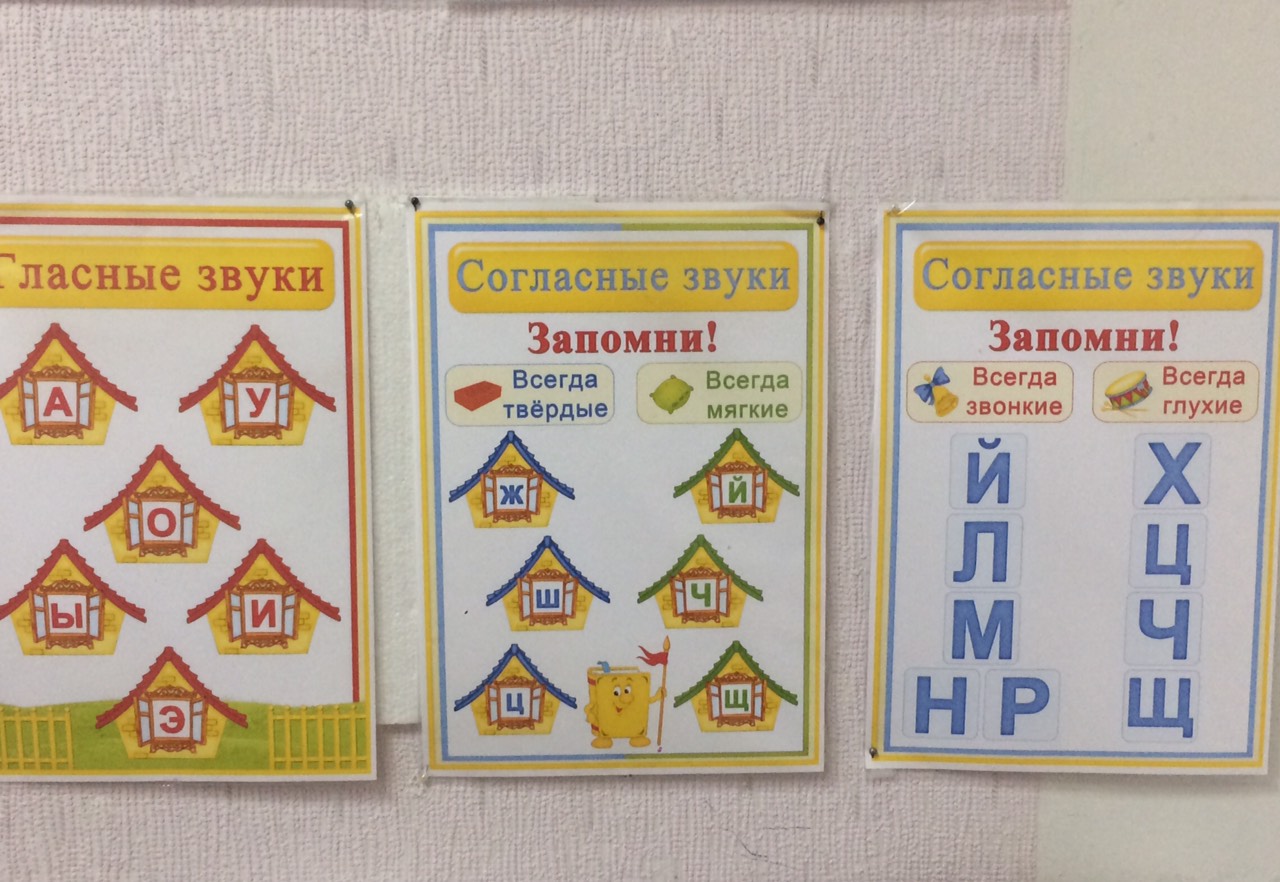 Гласные звуки
А У
О
Ы И
Э
Согласные звуки
Запомни!
Всегда
твёрдые
Всегда
мягкие
Ж Й
Ш Ч
Ц Щ
Согласные звуки
Запомни!
Всегда
звонкие
Всегда
глухие
Й Х
Л Ц
М Ч
Н Р Щ